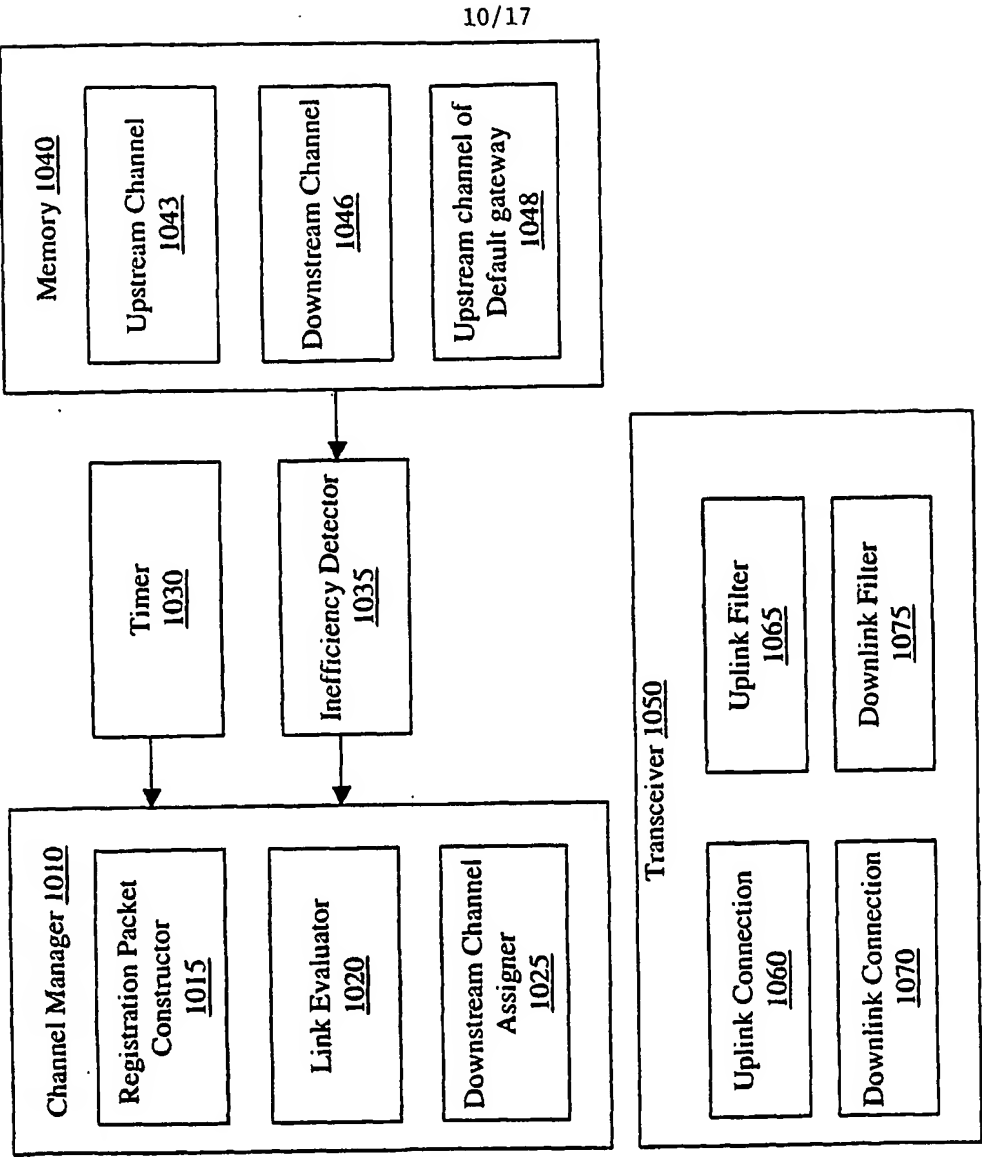 10/17
Channel Manager 1010
Registration Packet
Constructor
1015
Link Evaluator
1020
Downstream Channel
Assigner
1025
Timer
1030
Inefficiency Detector
1035
Memory 1040
Upstream Channel
1043
Downstream Channel
1046
Upstream channel of
Default gateway
1048
Transceiver 1050
Uplink Connection
1060
Uplink Filter
1065
Downlink Connection
1070
Downlink Filter
1075